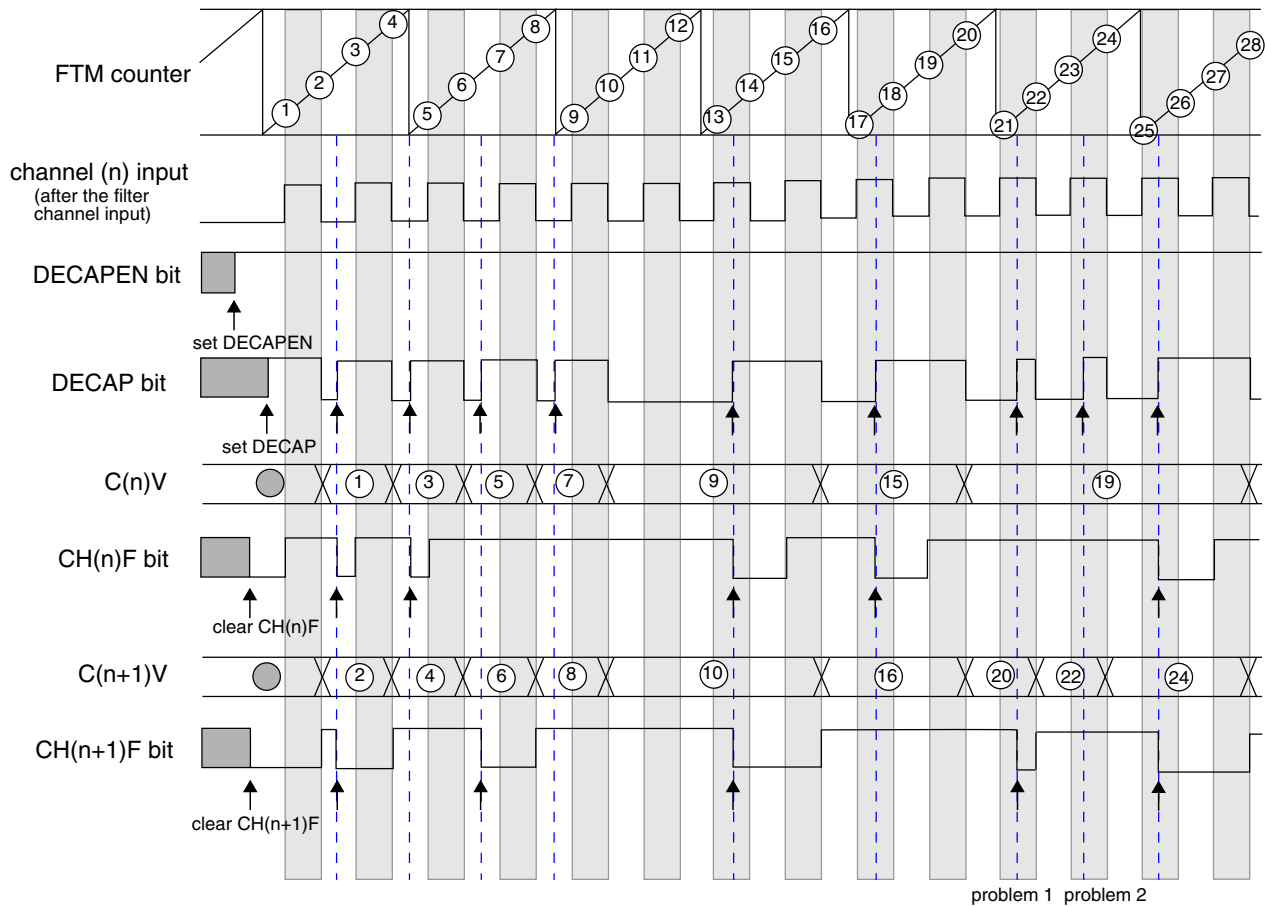 4 8 12 16 20 24 28
3 7 11 15 19 23 27
FTM counter
2 6 10 14 18 22 26
1 5 9 13 17 21 25
channel (n) input
(after the filter
channel input)
DECAPEN bit
set DECAPEN
DECAP bit
set DECAP
C(n)V 1 3 5 7 9 15 19
CH(n)F bit
clear CH(n)F
C(n+1)V 2 4 6 8 10 16 20 22 24
CH(n+1)F bit
clear CH(n+1)F
problem 1 problem 2